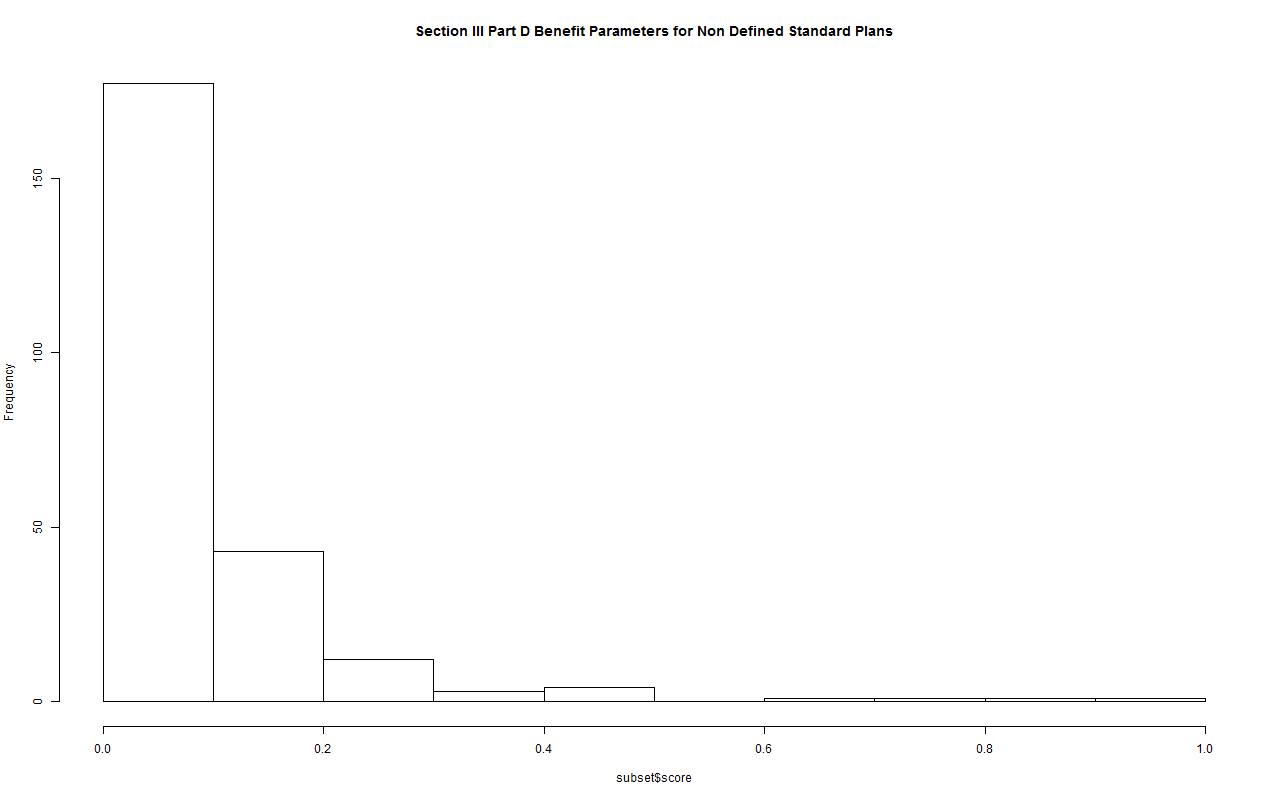 Section III Part D Benefit Parameters for Non Defined Standard Plans
150
100
50
0
Frequency
0.0 0.2 0.4 0.6 0.8 1.0
subset$score